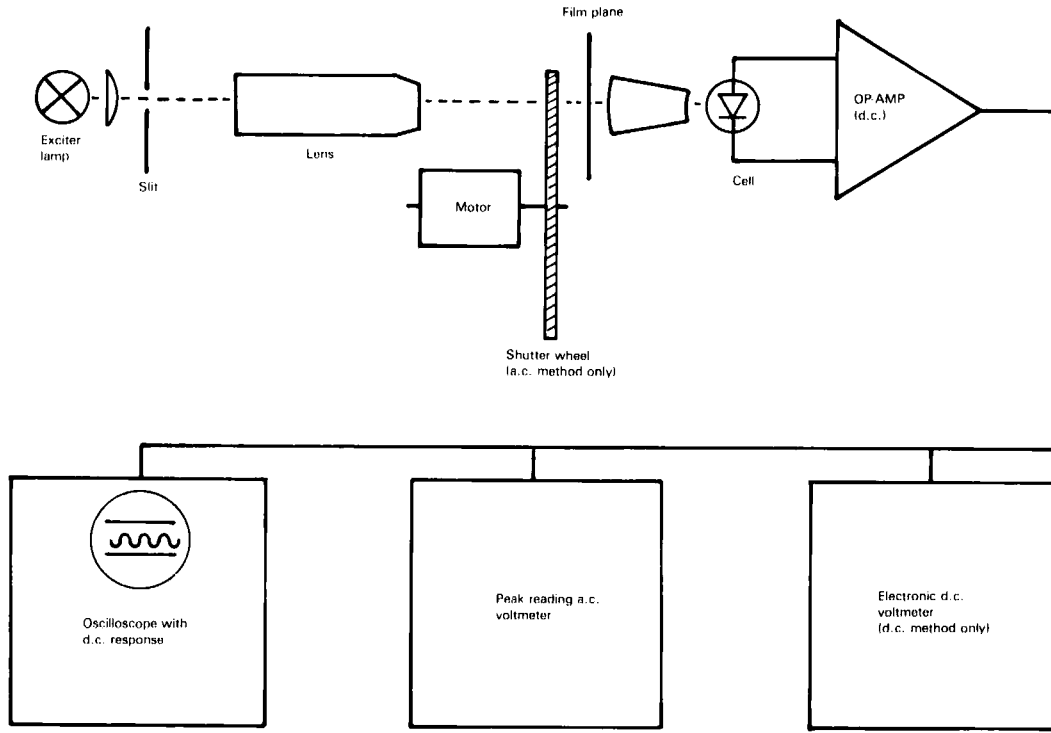 Film plane
Exciter
lamp
Slit
Lens
Motor
Cell
OP-AMP
(d.c.)
Shutter wheel
(a.c. method only)
Oscilloscope with
d.c. response
Peak reading a.c.
voltmeter
Electronic d.c.
voltmeter
(d.c. method only)